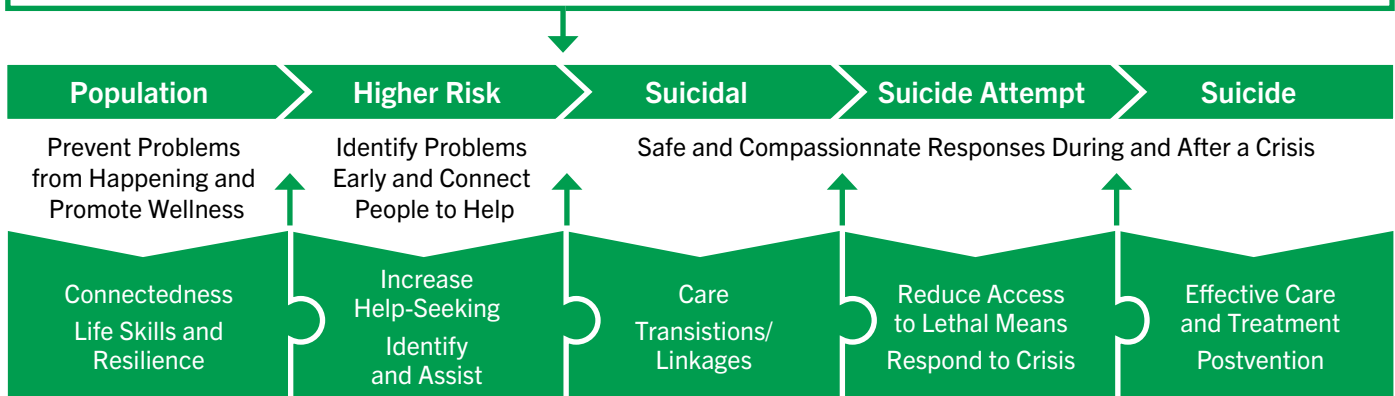 Population
Higher Risk
Suicidal
Suicide Attempt
Suicide
Prevent Problems
from Happening and
Promote Wellness
Identify Problems
Early and Connect
People to Help
Safe and Compassionnate Responses During and After a Crisis
Connectedness
Life Skills and
Resilience
Increase
Help-Seeking
Identify
and Assist
Care
Transistions/
Linkages
Reduce Access
to Lethal Means
Respond to Crisis
Effective Care
and Treatment
Postvention